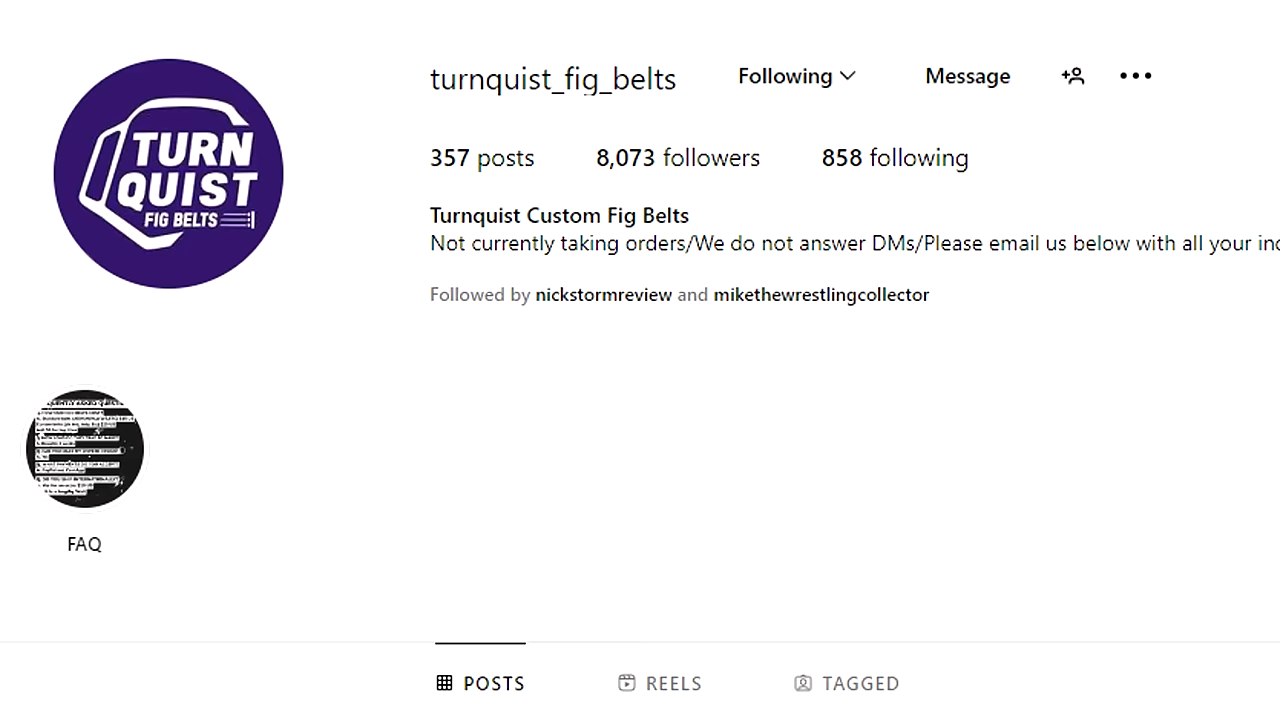 TURN
QUIST
FIG BELTS
turnquist_fig_belts
Following
Message
357 posts
8,073 followers
858 following
Turnquist Custom Fig Belts
Not currently taking orders/We do not answer DMs/Please email us below with all your
Followed by nickstormreview and mikethewrestlingcollector
FAQ
POSTS
REELS
TAGGED